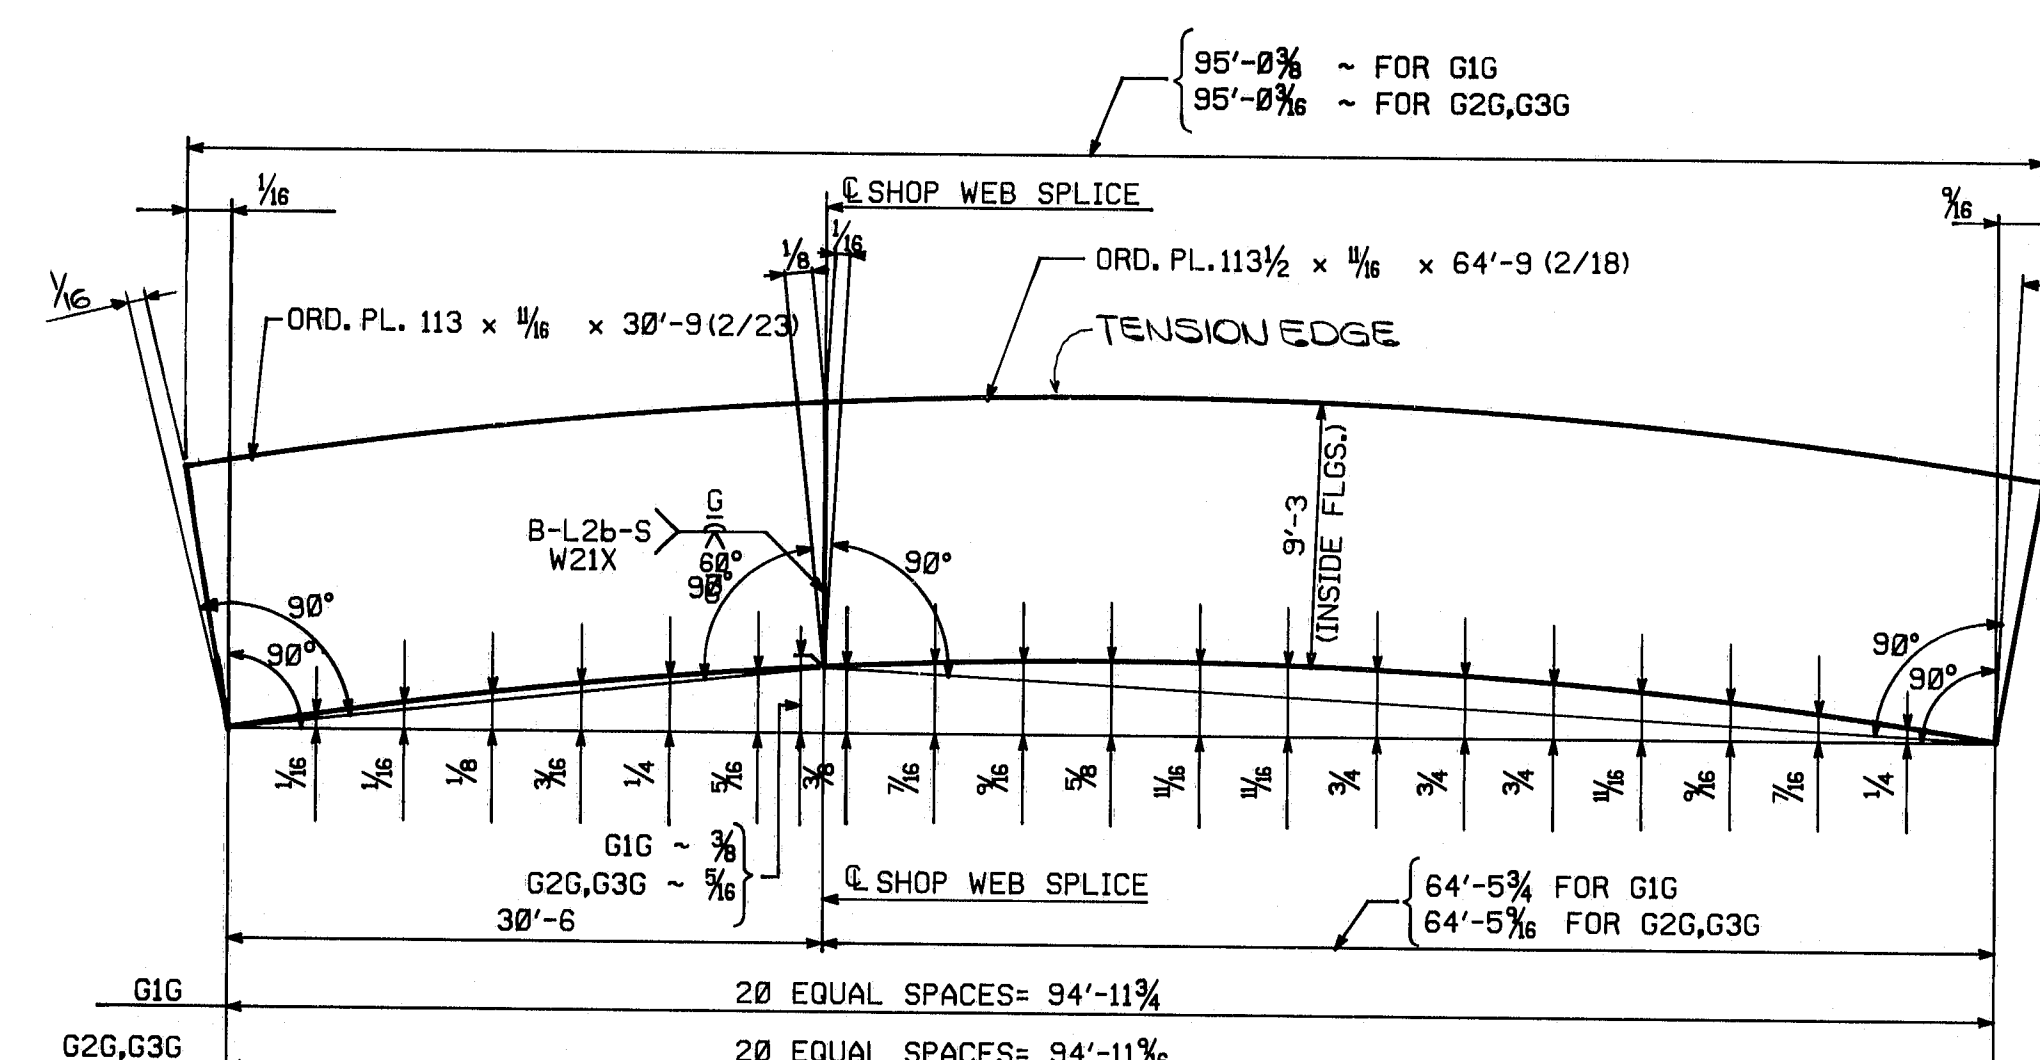 95'-0⅜ ~ FOR G1G
95'-0³⁄₁₆ ~ FOR G2G,G3G
¹⁄₁₆
℄ SHOP WEB SPLICE
⁹⁄₁₆
⅛
¹⁄₁₆
ORD. PL. 113½ x ¹¹⁄₁₆ x 64'-9 (2/18)
¹⁄₁₆
ORD. PL. 113 x ¹¹⁄₁₆ x 30'-9 (2/23)
TENSION EDGE
9'-3
(INSIDE FLGS.)
G
B-L2b-S
W21X
60°
90°
90°
90°
90°
90°
90°
¹⁄₁₆ ¹⁄₁₆ ⅛ ³⁄₁₆ ¼ ⁵⁄₁₆ ⅜ ⁷⁄₁₆ ⁹⁄₁₆ ⅝ ¹¹⁄₁₆ ¹¹⁄₁₆ ¾ ¾ ¾ ¹¹⁄₁₆ ⁹⁄₁₆ ⁷⁄₁₆ ¼
G1G ~ ⅜
G2G,G3G ~ ⁵⁄₁₆
℄ SHOP WEB SPLICE
64'-5¾ FOR G1G
64'-5⁹⁄₁₆ FOR G2G,G3G
30'-6
G1G
20 EQUAL SPACES= 94'-11¾
G2G,G3G
20 EQUAL SPACES= 94'-11⁹⁄₁₆